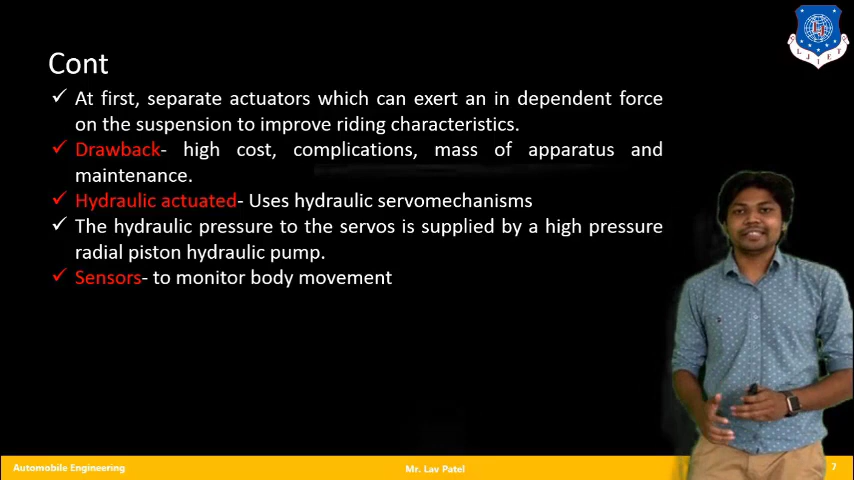 Cont
✓ At first, separate actuators which can exert an in dependent force
on the suspension to improve riding characteristics.
✓ Drawback- high cost, complications, mass of apparatus and
maintenance.
✓ Hydraulic actuated- Uses hydraulic servomechanisms
✓ The hydraulic pressure to the servos is supplied by a high pressure
radial piston hydraulic pump.
✓ Sensors- to monitor body movement
LJIET
Automobile Engineering
Mr. Lav Patel
7